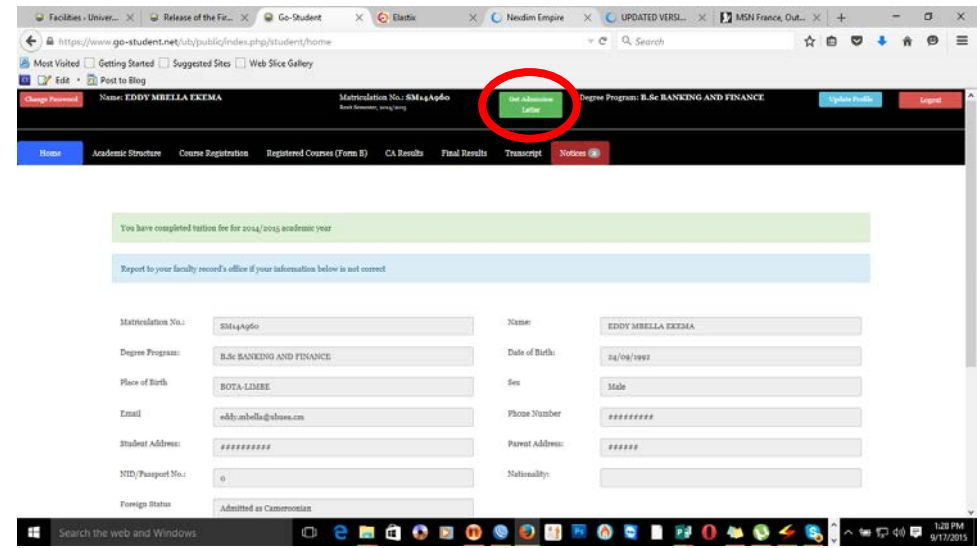 Facilities - Univer...
Release of the Fir...
Go-Student
Elastix
Nexdim Empire
UPDATED VERSI...
MSN France, Out...
https://www.go-student.net/ub/public/index.php/student/home
Search
Most Visited
Getting Started
Suggested Sites
Web Slice Gallery
Edit
Post to Blog
Change Password
Name: EDDY MBELLA EKEMA
Matriculation No.: SM14A960
Get Admission
Letter
Degree Program: B.Sc BANKING AND FINANCE
Update Profile
Logout
Home
Academic Structure
Course Registration
Registered Courses (Form B)
CA Results
Final Results
Transcript
Notices
You have completed tuition fee for 2014/2015 academic year
Report to your faculty record's office if your information below is not correct
Matriculation No.:
SM14A960
Name:
EDDY MBELLA EKEMA
Degree Program:
B.Sc BANKING AND FINANCE
Date of Birth:
24/09/1992
Place of Birth
BOTA-LIMBE
Sex
Male
Email
eddy.mbella@ubuea.cm
Phone Number
#########
Student Address:
##########
Parent Address:
######
NID/Passport No.:
0
Nationality:
Foreign Status
Admitted as Cameroonian
Search the web and Windows
1:28 PM
9/17/2015